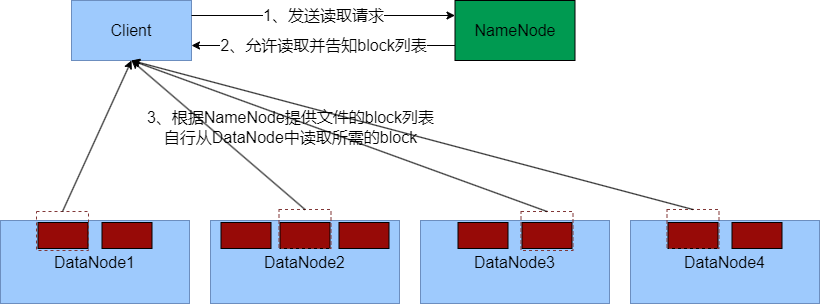 1、发送读取请求
Client
NameNode
2、允许读取并告知block列表
3、根据NameNode提供文件的block列表
自行从DataNode中读取所需的block
DataNode1
DataNode2
DataNode3
DataNode4